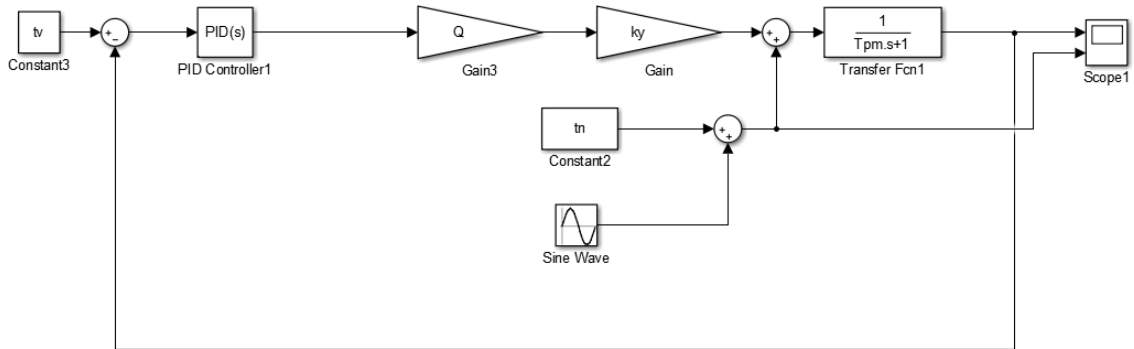 tv
Constant3
PID(s)
PID Controller1
Q
Gain3
ky
Gain
1
Tpm.s+1
Transfer Fcn1
Scope1
tn
Constant2
Sine Wave